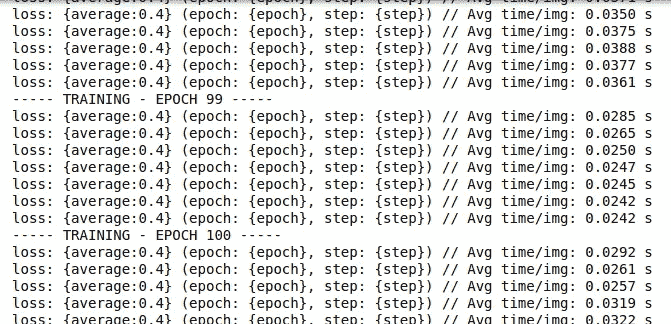 loss: {average:0.4} (epoch: {epoch}, step: {step}) // Avg time/img: 0.0371 s
loss: {average:0.4} (epoch: {epoch}, step: {step}) // Avg time/img: 0.0350 s
loss: {average:0.4} (epoch: {epoch}, step: {step}) // Avg time/img: 0.0375 s
loss: {average:0.4} (epoch: {epoch}, step: {step}) // Avg time/img: 0.0388 s
loss: {average:0.4} (epoch: {epoch}, step: {step}) // Avg time/img: 0.0377 s
loss: {average:0.4} (epoch: {epoch}, step: {step}) // Avg time/img: 0.0361 s
----- TRAINING - EPOCH 99 -----
loss: {average:0.4} (epoch: {epoch}, step: {step}) // Avg time/img: 0.0285 s
loss: {average:0.4} (epoch: {epoch}, step: {step}) // Avg time/img: 0.0265 s
loss: {average:0.4} (epoch: {epoch}, step: {step}) // Avg time/img: 0.0250 s
loss: {average:0.4} (epoch: {epoch}, step: {step}) // Avg time/img: 0.0247 s
loss: {average:0.4} (epoch: {epoch}, step: {step}) // Avg time/img: 0.0245 s
loss: {average:0.4} (epoch: {epoch}, step: {step}) // Avg time/img: 0.0242 s
loss: {average:0.4} (epoch: {epoch}, step: {step}) // Avg time/img: 0.0242 s
----- TRAINING - EPOCH 100 -----
loss: {average:0.4} (epoch: {epoch}, step: {step}) // Avg time/img: 0.0292 s
loss: {average:0.4} (epoch: {epoch}, step: {step}) // Avg time/img: 0.0261 s
loss: {average:0.4} (epoch: {epoch}, step: {step}) // Avg time/img: 0.0257 s
loss: {average:0.4} (epoch: {epoch}, step: {step}) // Avg time/img: 0.0319 s
loss: {average:0.4} (epoch: {epoch}, step: {step}) // Avg time/img: 0.0322 s